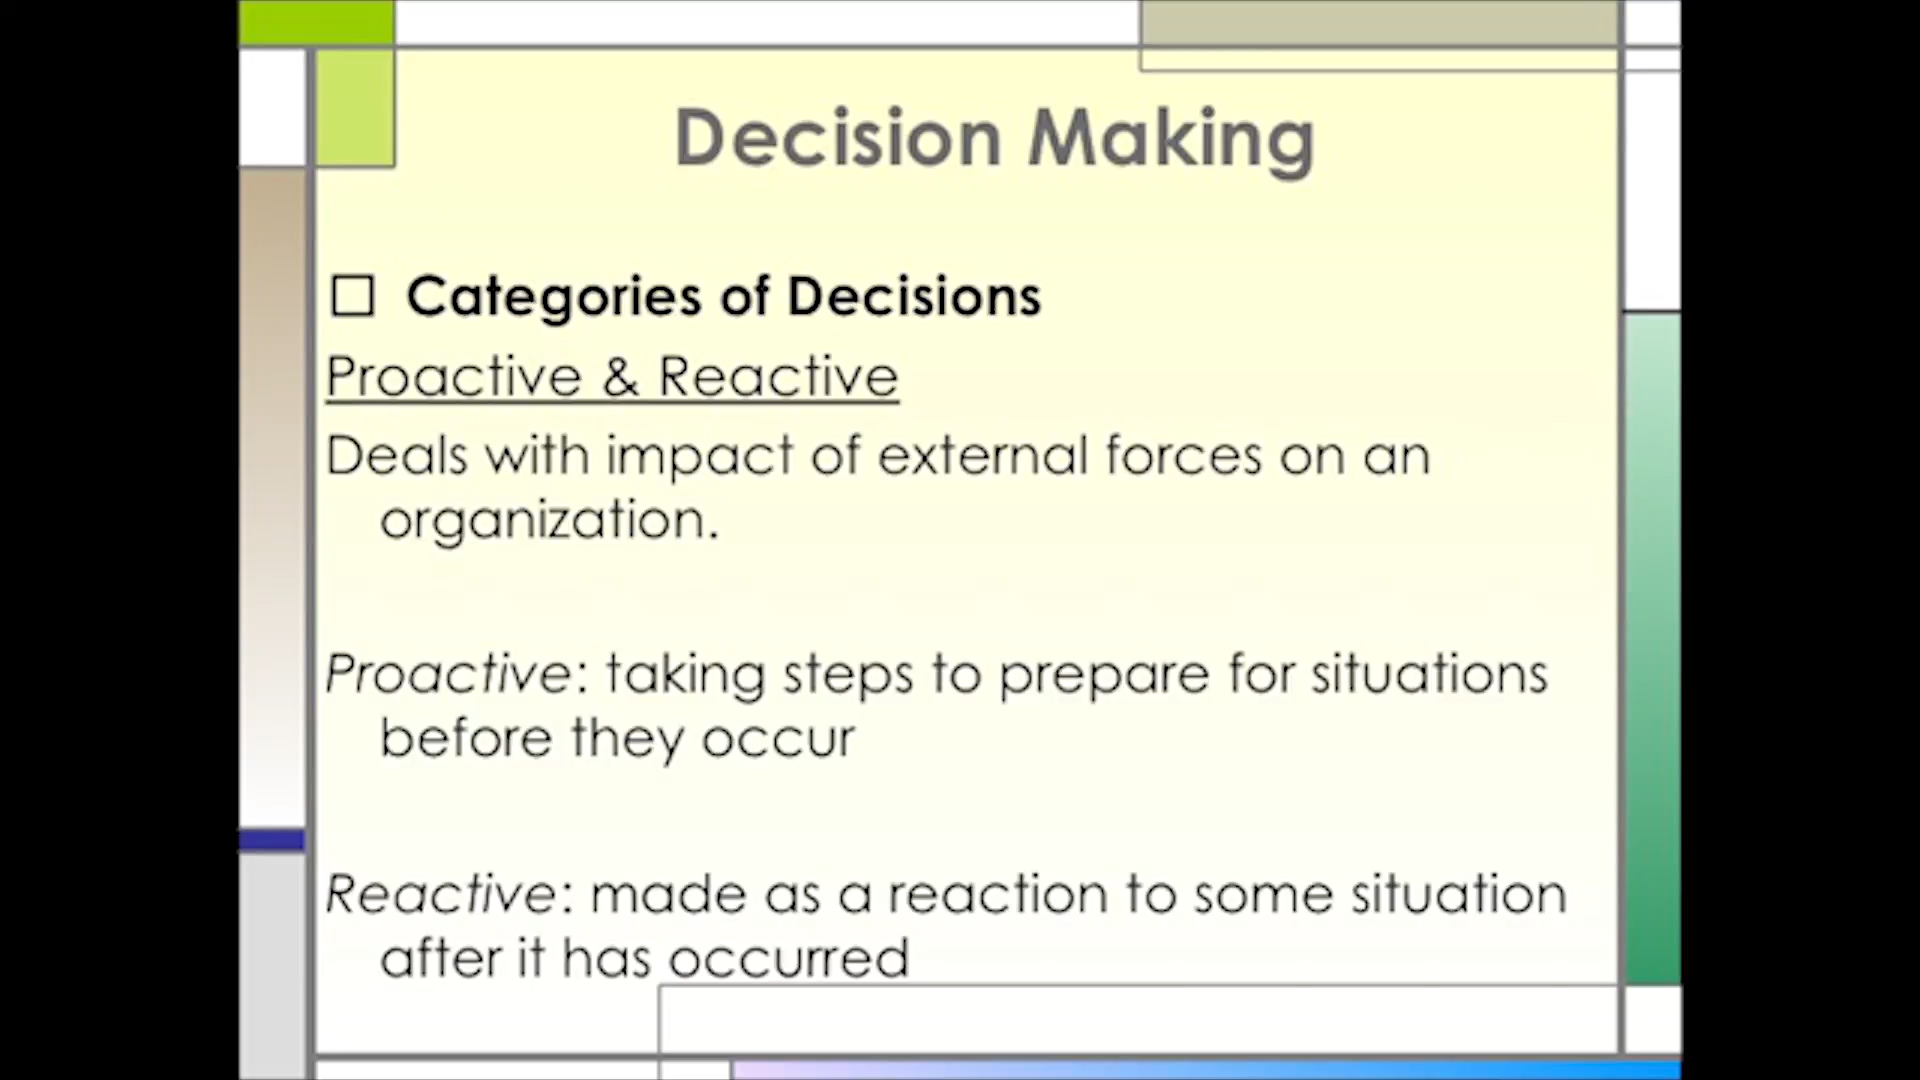 Decision Making
Categories of Decisions
Proactive & Reactive
Deals with impact of external forces on an
organization.
Proactive: taking steps to prepare for situations
before they occur
Reactive: made as a reaction to some situation
after it has occurred